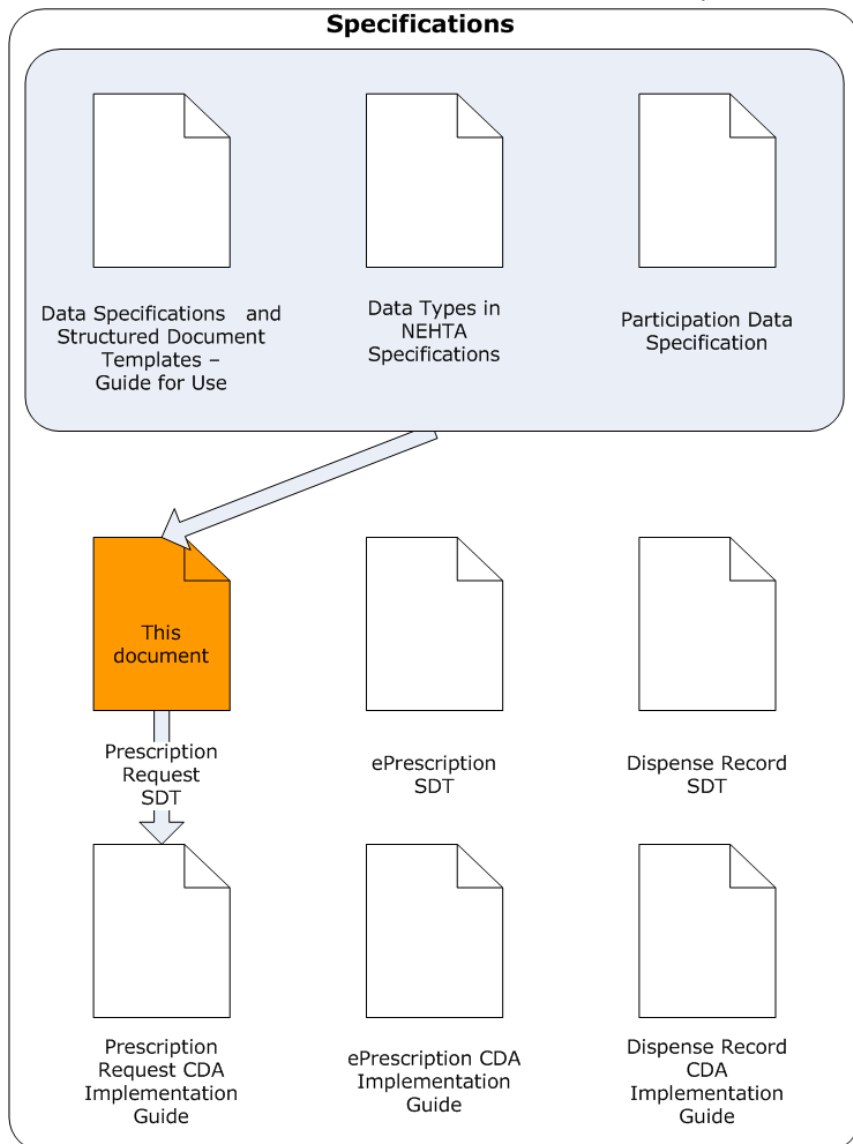 Specifications
Data Specifications and
Structured Document
Templates –
Guide for Use
Data Types in
NEHTA
Specifications
Participation Data
Specification
This
document
Prescription
Request
SDT
ePrescription
SDT
Dispense Record
SDT
Prescription
Request CDA
Implementation
Guide
ePrescription CDA
Implementation
Guide
Dispense Record
CDA
Implementation
Guide